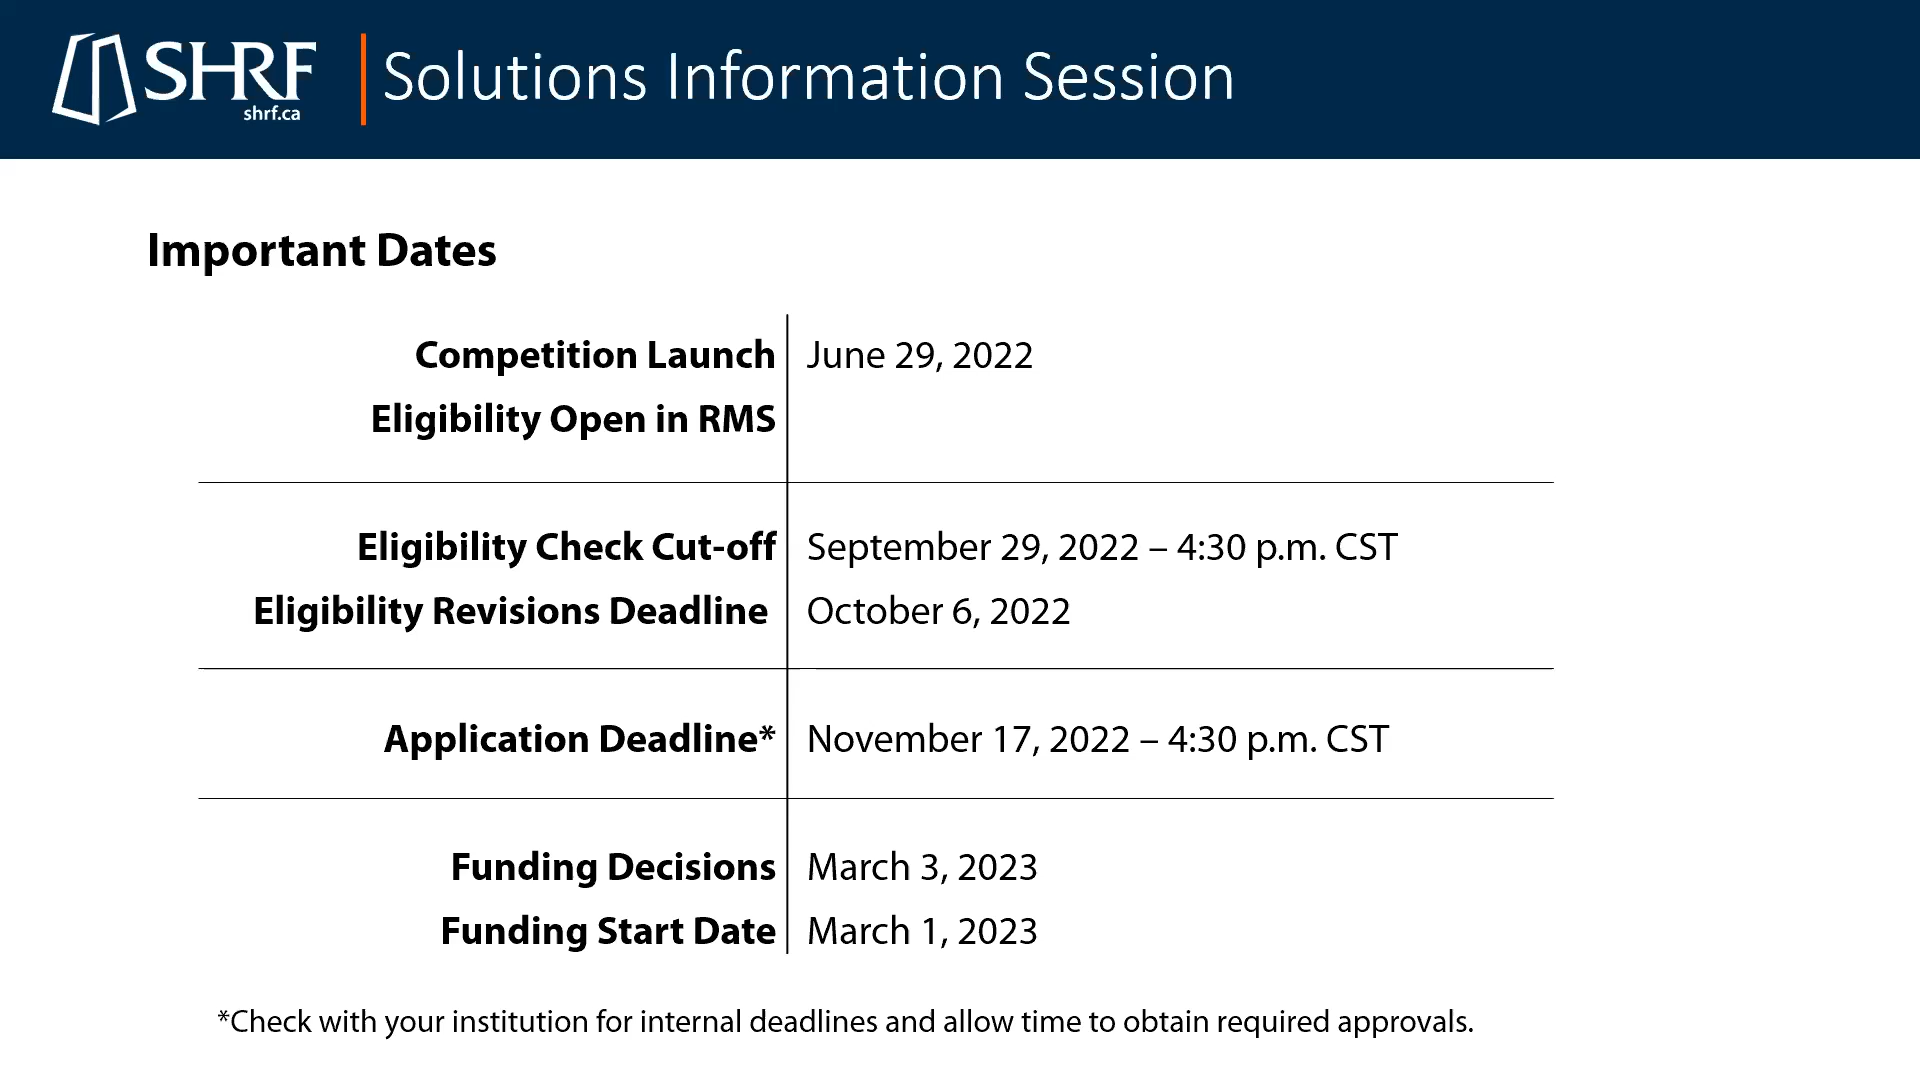 SHRF
shrf.ca
Solutions Information Session
Important Dates
Competition Launch June 29, 2022
Eligibility Open in RMS
Eligibility Check Cut-off September 29, 2022 – 4:30 p.m. CST
Eligibility Revisions Deadline October 6, 2022
Application Deadline* November 17, 2022 – 4:30 p.m. CST
Funding Decisions March 3, 2023
Funding Start Date March 1, 2023
*Check with your institution for internal deadlines and allow time to obtain required approvals.